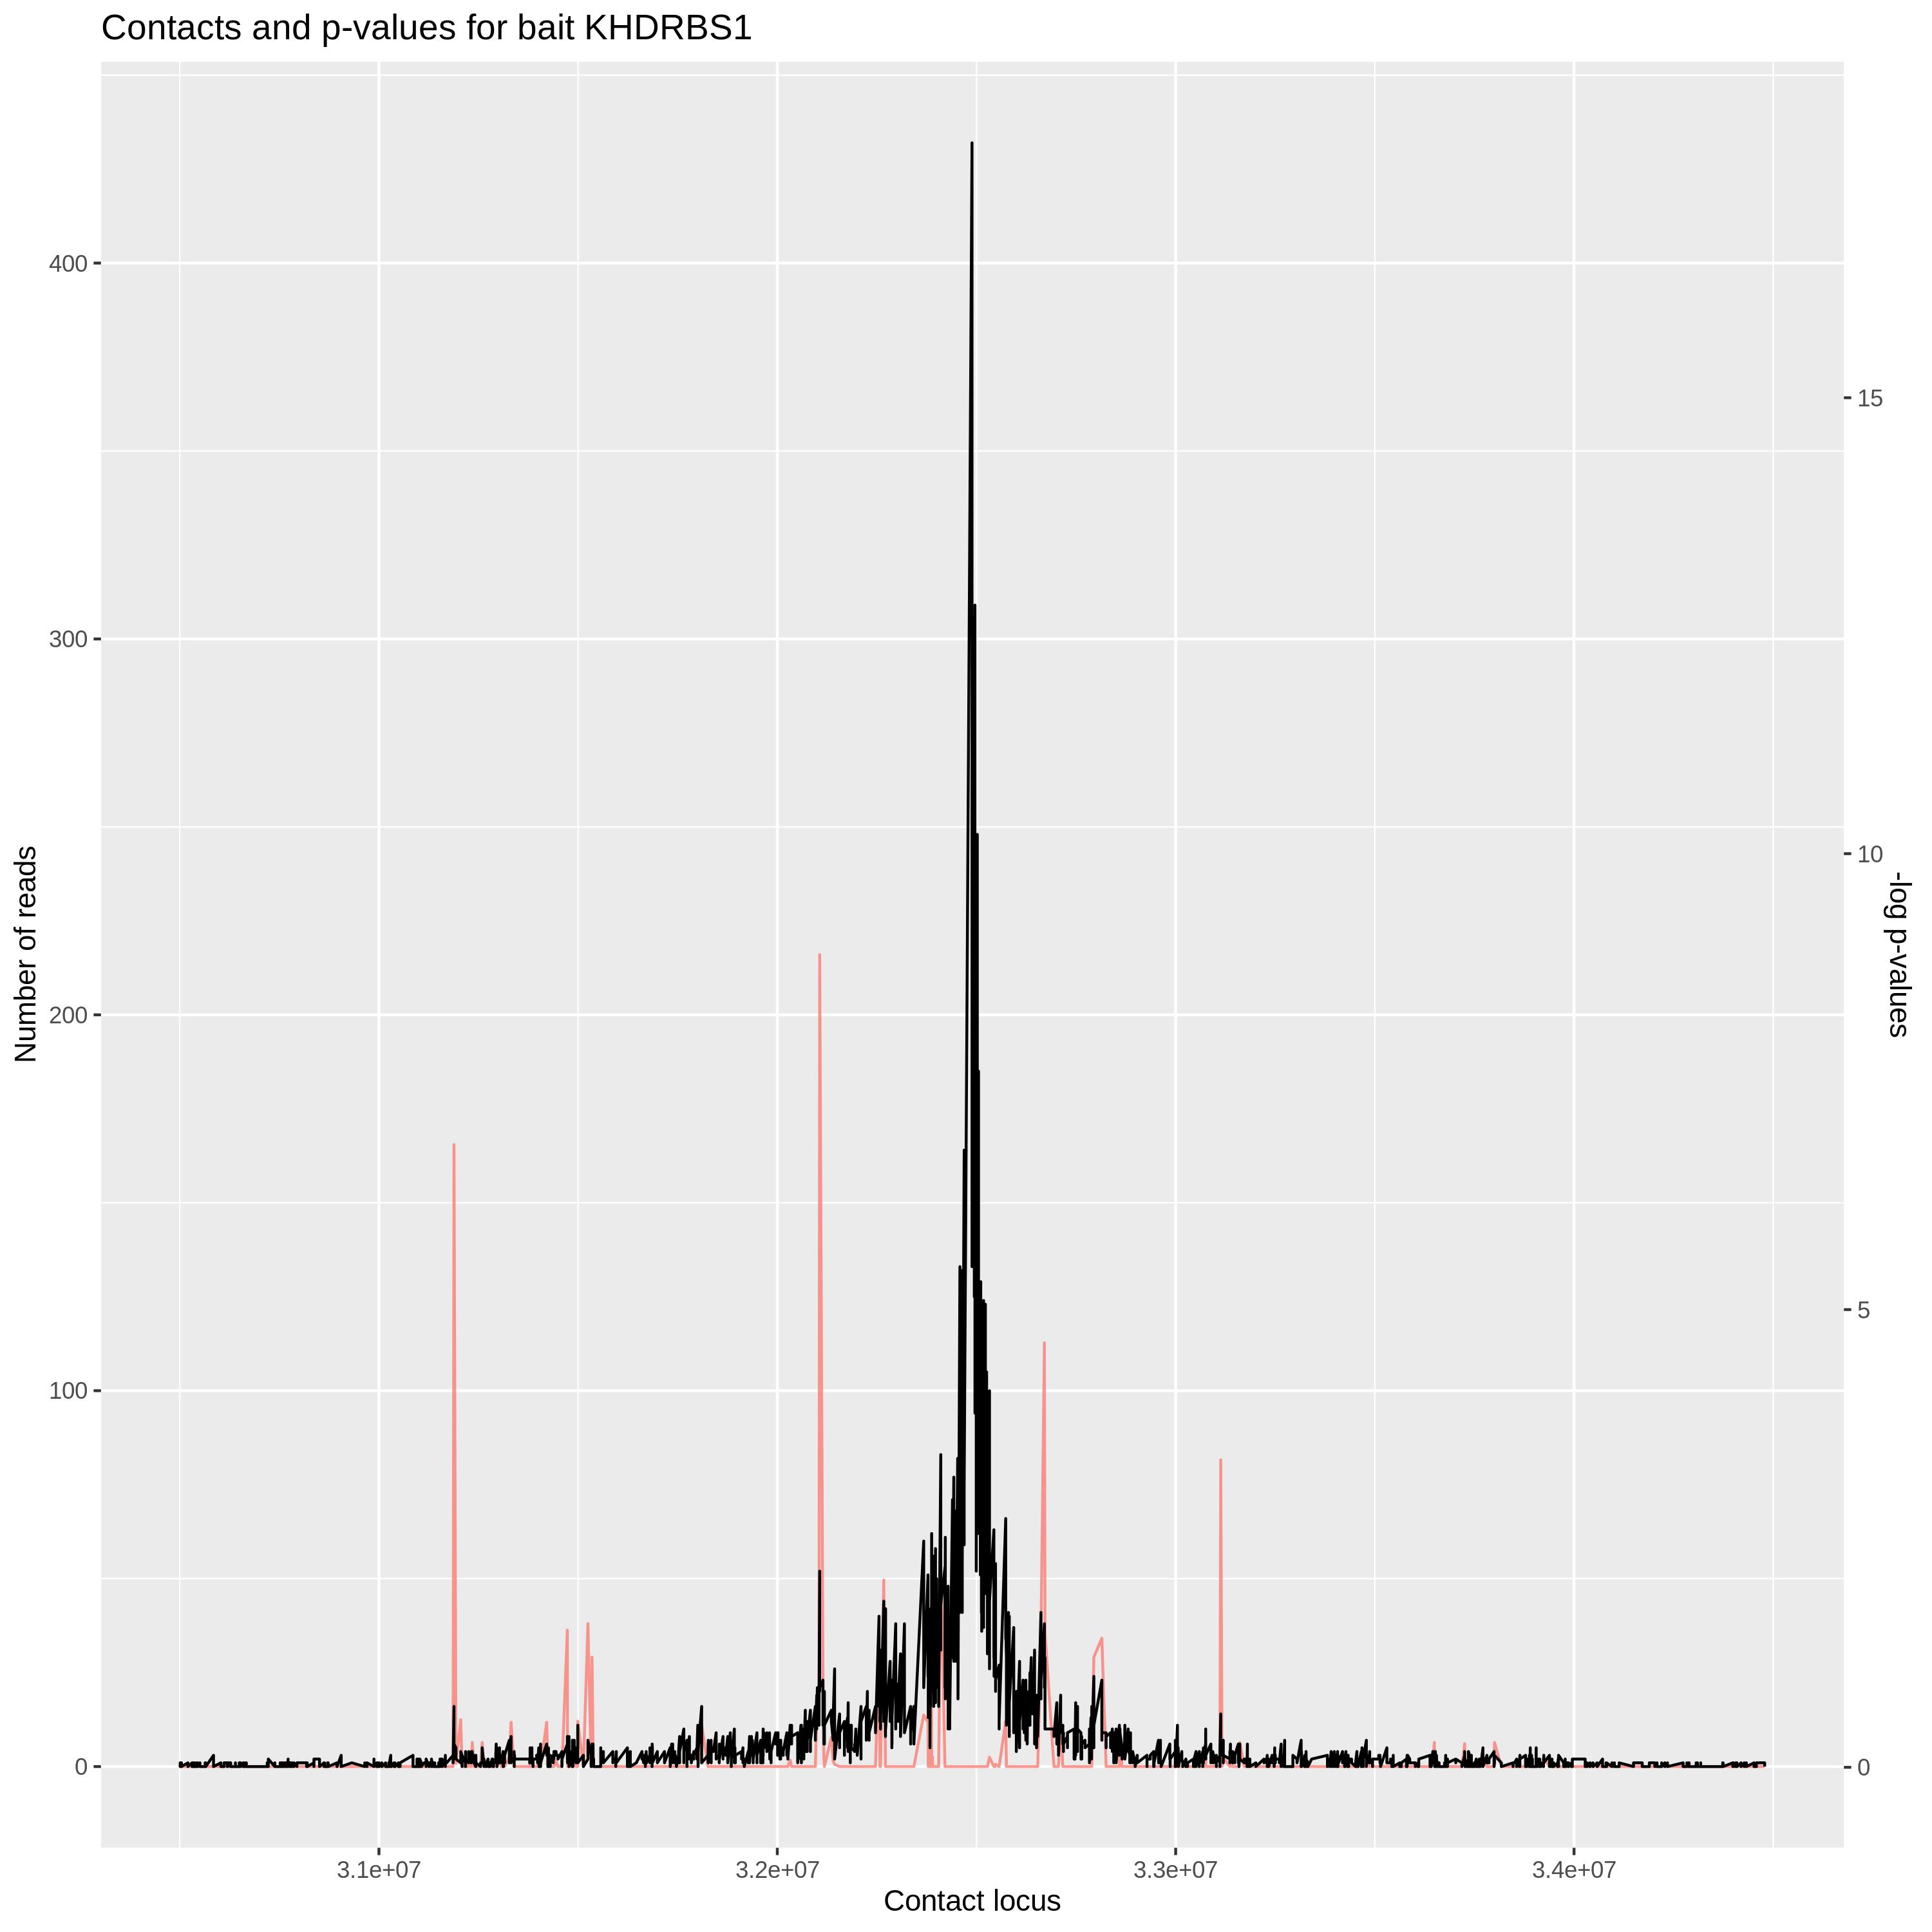 Contacts and p-values for bait KHDRBS1
Number of reads
400
300
200
100
0
15
10
5
0
-log p-values
3.1e+07
3.2e+07
3.3e+07
3.4e+07
Contact locus